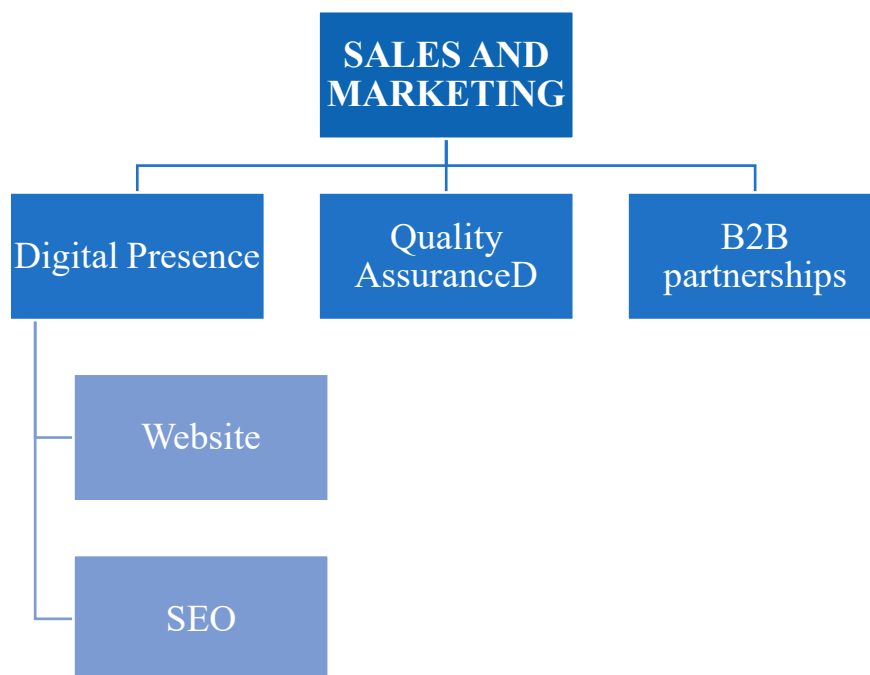 SALES AND
MARKETING
Digital Presence
Quality
AssuranceD
B2B
partnerships
Website
SEO